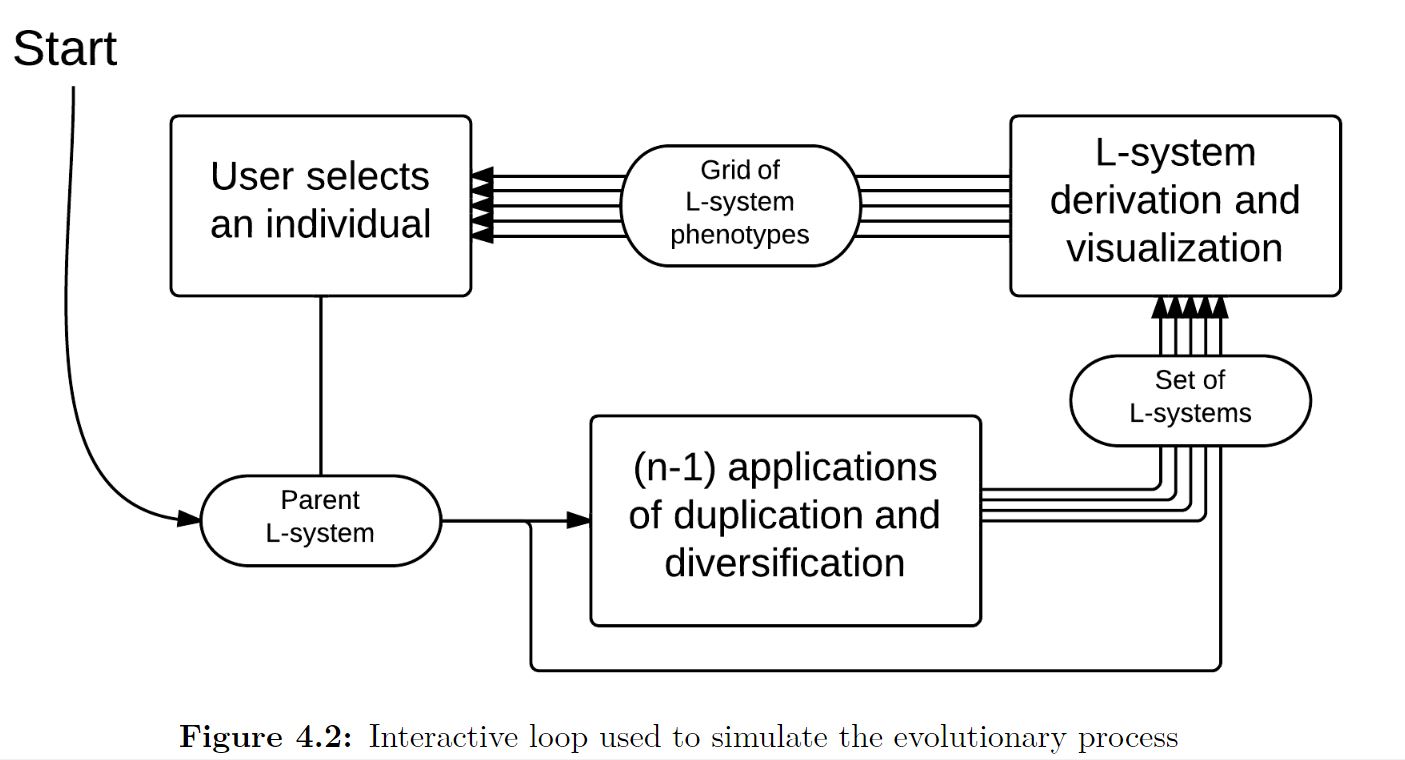 Start
User selects
an individual
Grid of
L-system
phenotypes
L-system
derivation and
visualization
Set of
L-systems
Parent
L-system
(n-1) applications
of duplication and
diversification
Figure 4.2: Interactive loop used to simulate the evolutionary process